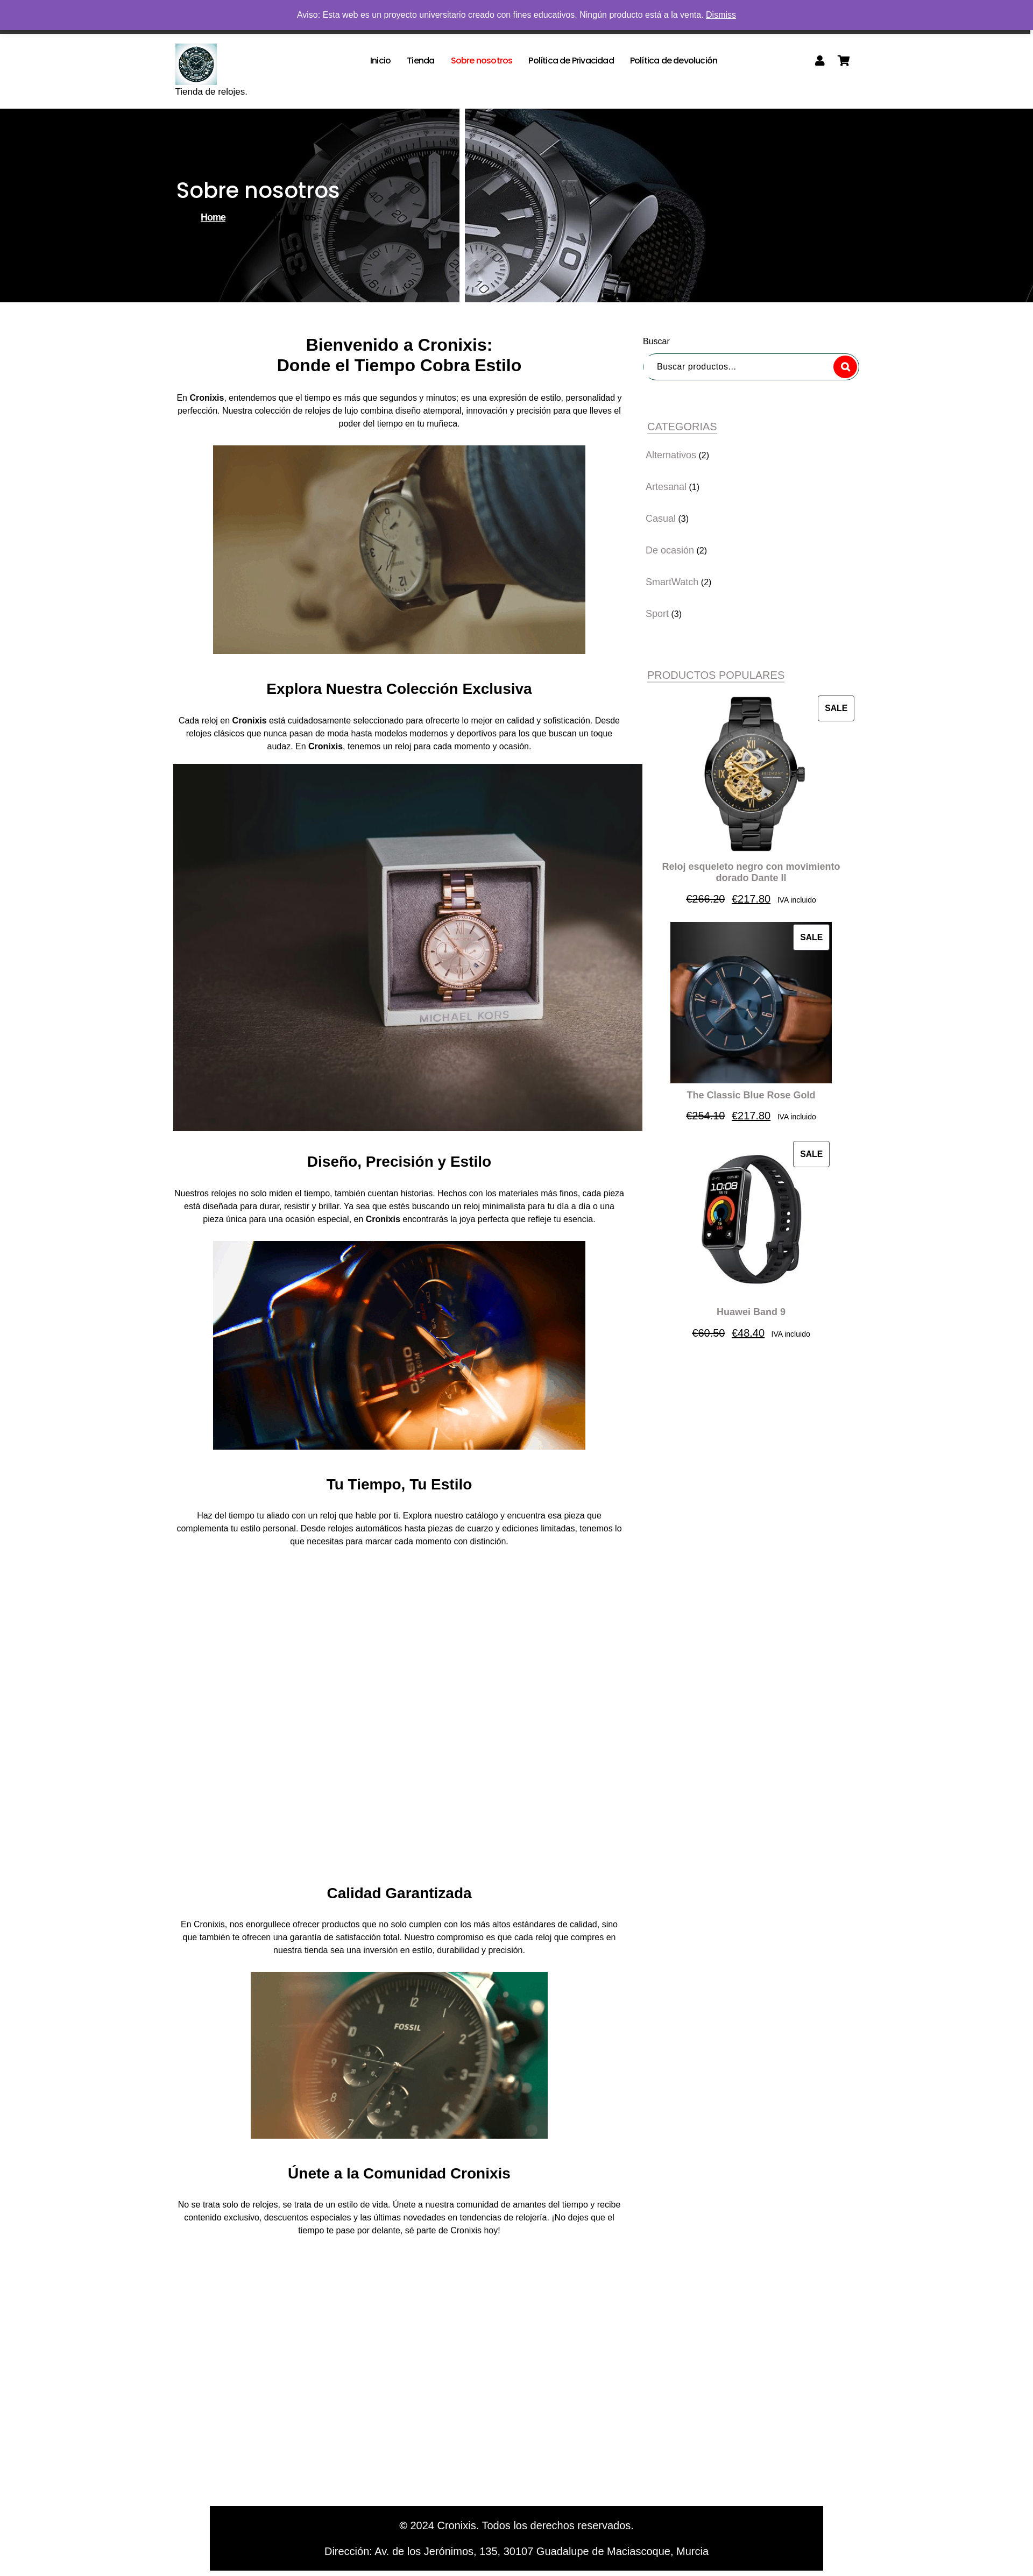 Aviso: Esta web es un proyecto universitario creado con fines educativos. Ningún producto está a la venta. Dismiss
Tienda de relojes.
Inicio
Tienda
Sobre nosotros
Política de Privacidad
Política de devolución
Sobre nosotros
Home
Bienvenido a Cronixis:
Donde el Tiempo Cobra Estilo
En Cronixis, entendemos que el tiempo es más que segundos y minutos; es una expresión de estilo, personalidad y
perfección. Nuestra colección de relojes de lujo combina diseño atemporal, innovación y precisión para que lleves el
poder del tiempo en tu muñeca.
Explora Nuestra Colección Exclusiva
Cada reloj en Cronixis está cuidadosamente seleccionado para ofrecerte lo mejor en calidad y sofisticación. Desde
relojes clásicos que nunca pasan de moda hasta modelos modernos y deportivos para los que buscan un toque
audaz. En Cronixis, tenemos un reloj para cada momento y ocasión.
MICHAEL KORS
Diseño, Precisión y Estilo
Nuestros relojes no solo miden el tiempo, también cuentan historias. Hechos con los materiales más finos, cada pieza
está diseñada para durar, resistir y brillar. Ya sea que estés buscando un reloj minimalista para tu día a día o una
pieza única para una ocasión especial, en Cronixis encontrarás la joya perfecta que refleje tu esencia.
CASIO
Tu Tiempo, Tu Estilo
Haz del tiempo tu aliado con un reloj que hable por ti. Explora nuestro catálogo y encuentra esa pieza que
complementa tu estilo personal. Desde relojes automáticos hasta piezas de cuarzo y ediciones limitadas, tenemos lo
que necesitas para marcar cada momento con distinción.
Calidad Garantizada
En Cronixis, nos enorgullece ofrecer productos que no solo cumplen con los más altos estándares de calidad, sino
que también te ofrecen una garantía de satisfacción total. Nuestro compromiso es que cada reloj que compres en
nuestra tienda sea una inversión en estilo, durabilidad y precisión.
FOSSIL
Únete a la Comunidad Cronixis
No se trata solo de relojes, se trata de un estilo de vida. Únete a nuestra comunidad de amantes del tiempo y recibe
contenido exclusivo, descuentos especiales y las últimas novedades en tendencias de relojería. ¡No dejes que el
tiempo te pase por delante, sé parte de Cronixis hoy!
Buscar
Buscar productos...
CATEGORIAS
Alternativos (2)
Artesanal (1)
Casual (3)
De ocasión (2)
SmartWatch (2)
Sport (3)
PRODUCTOS POPULARES
SALE
Reloj esqueleto negro con movimiento
dorado Dante II
€266.20 €217.80 IVA incluido
SALE
The Classic Blue Rose Gold
€254.10 €217.80 IVA incluido
SALE
10:08
Huawei Band 9
€60.50 €48.40 IVA incluido
© 2024 Cronixis. Todos los derechos reservados.
Dirección: Av. de los Jerónimos, 135, 30107 Guadalupe de Maciascoque, Murcia